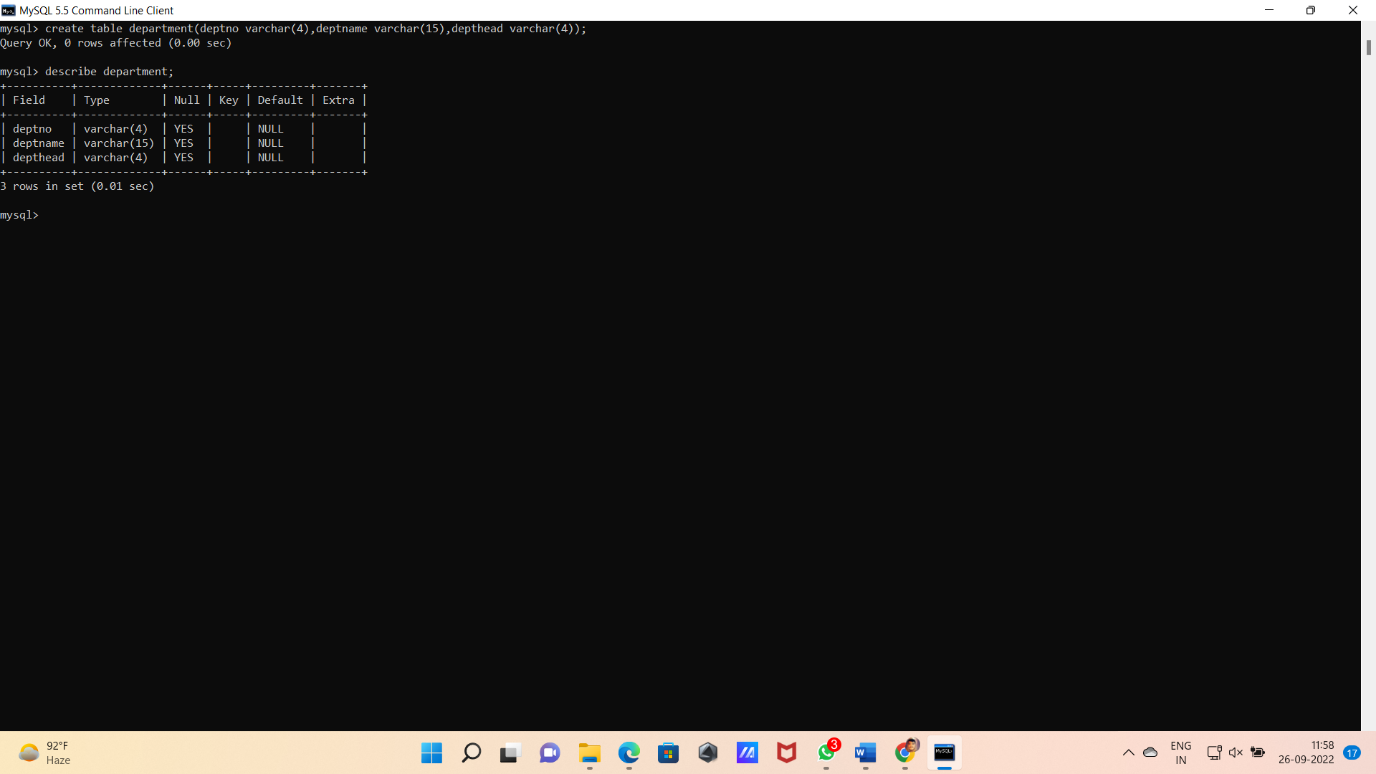 MySQL 5.5 Command Line Client
mysql> create table department(deptno varchar(4),deptname varchar(15),depthead varchar(4));
Query OK, 0 rows affected (0.00 sec)
mysql> describe department;
+----------+-------------+------+-----+---------+-------+
| Field    | Type        | Null | Key | Default | Extra |
+----------+-------------+------+-----+---------+-------+
| deptno   | varchar(4)  | YES  |     | NULL    |       |
| deptname | varchar(15) | YES  |     | NULL    |       |
| depthead | varchar(4)  | YES  |     | NULL    |       |
+----------+-------------+------+-----+---------+-------+
3 rows in set (0.01 sec)
mysql>
92°F
Haze
3
W
ENG
IN
11:58
26-09-2022
17